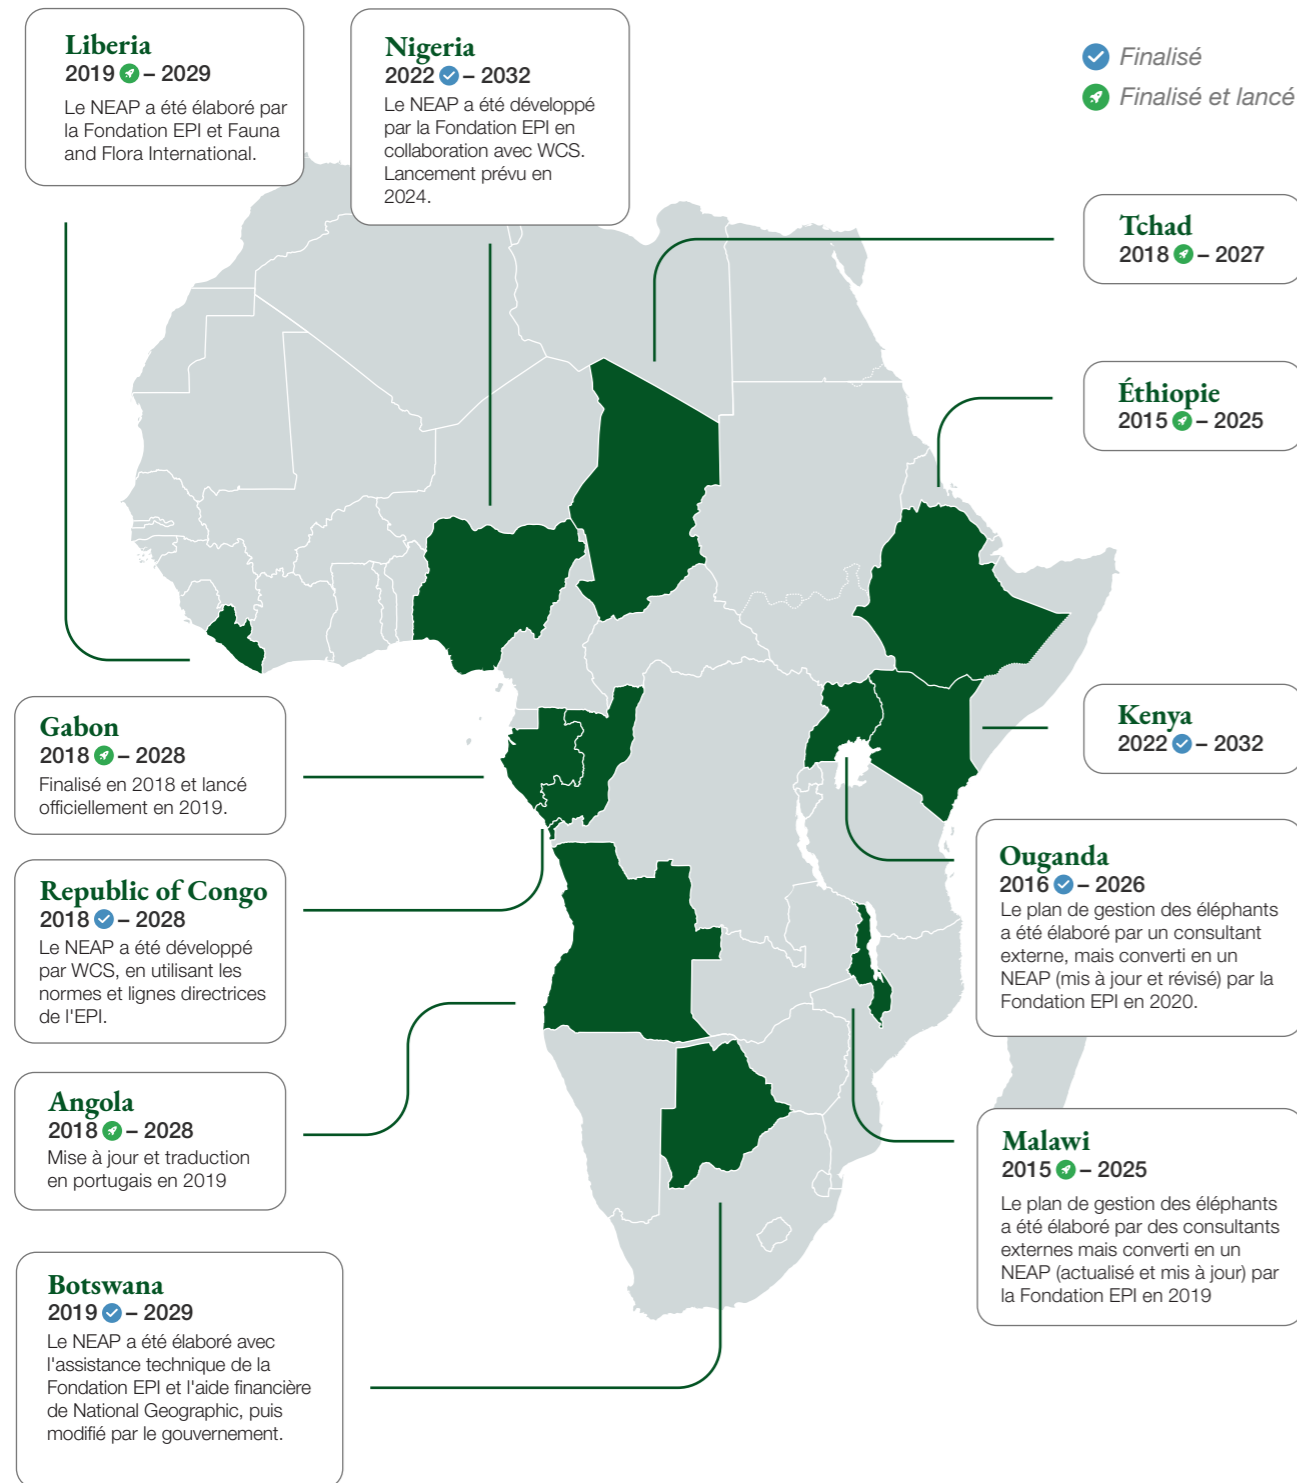 Liberia
2019 – 2029
Le NEAP a été élaboré par
la Fondation EPI et Fauna
and Flora International.
Nigeria
2022 – 2032
Le NEAP a été développé
par la Fondation EPI en
collaboration avec WCS.
Lancement prévu en
2024.
Finalisé
Finalisé et lancé
Tchad
2018 – 2027
Éthiopie
2015 – 2025
Gabon
2018 – 2028
Finalisé en 2018 et lancé
officiellement en 2019.
Kenya
2022 – 2032
Republic of Congo
2018 – 2028
Le NEAP a été développé
par WCS, en utilisant les
normes et lignes directrices
de l'EPI.
Ouganda
2016 – 2026
Le plan de gestion des éléphants
a été élaboré par un consultant
externe, mais converti en un
NEAP (mis à jour et révisé) par la
Fondation EPI en 2020.
Angola
2018 – 2028
Mise à jour et traduction
en portugais en 2019
Malawi
2015 – 2025
Le plan de gestion des éléphants
a été élaboré par des consultants
externes mais converti en un
NEAP (actualisé et mis à jour) par
la Fondation EPI en 2019
Botswana
2019 – 2029
Le NEAP a été élaboré avec
l'assistance technique de la
Fondation EPI et l'aide financière
de National Geographic, puis
modifié par le gouvernement.